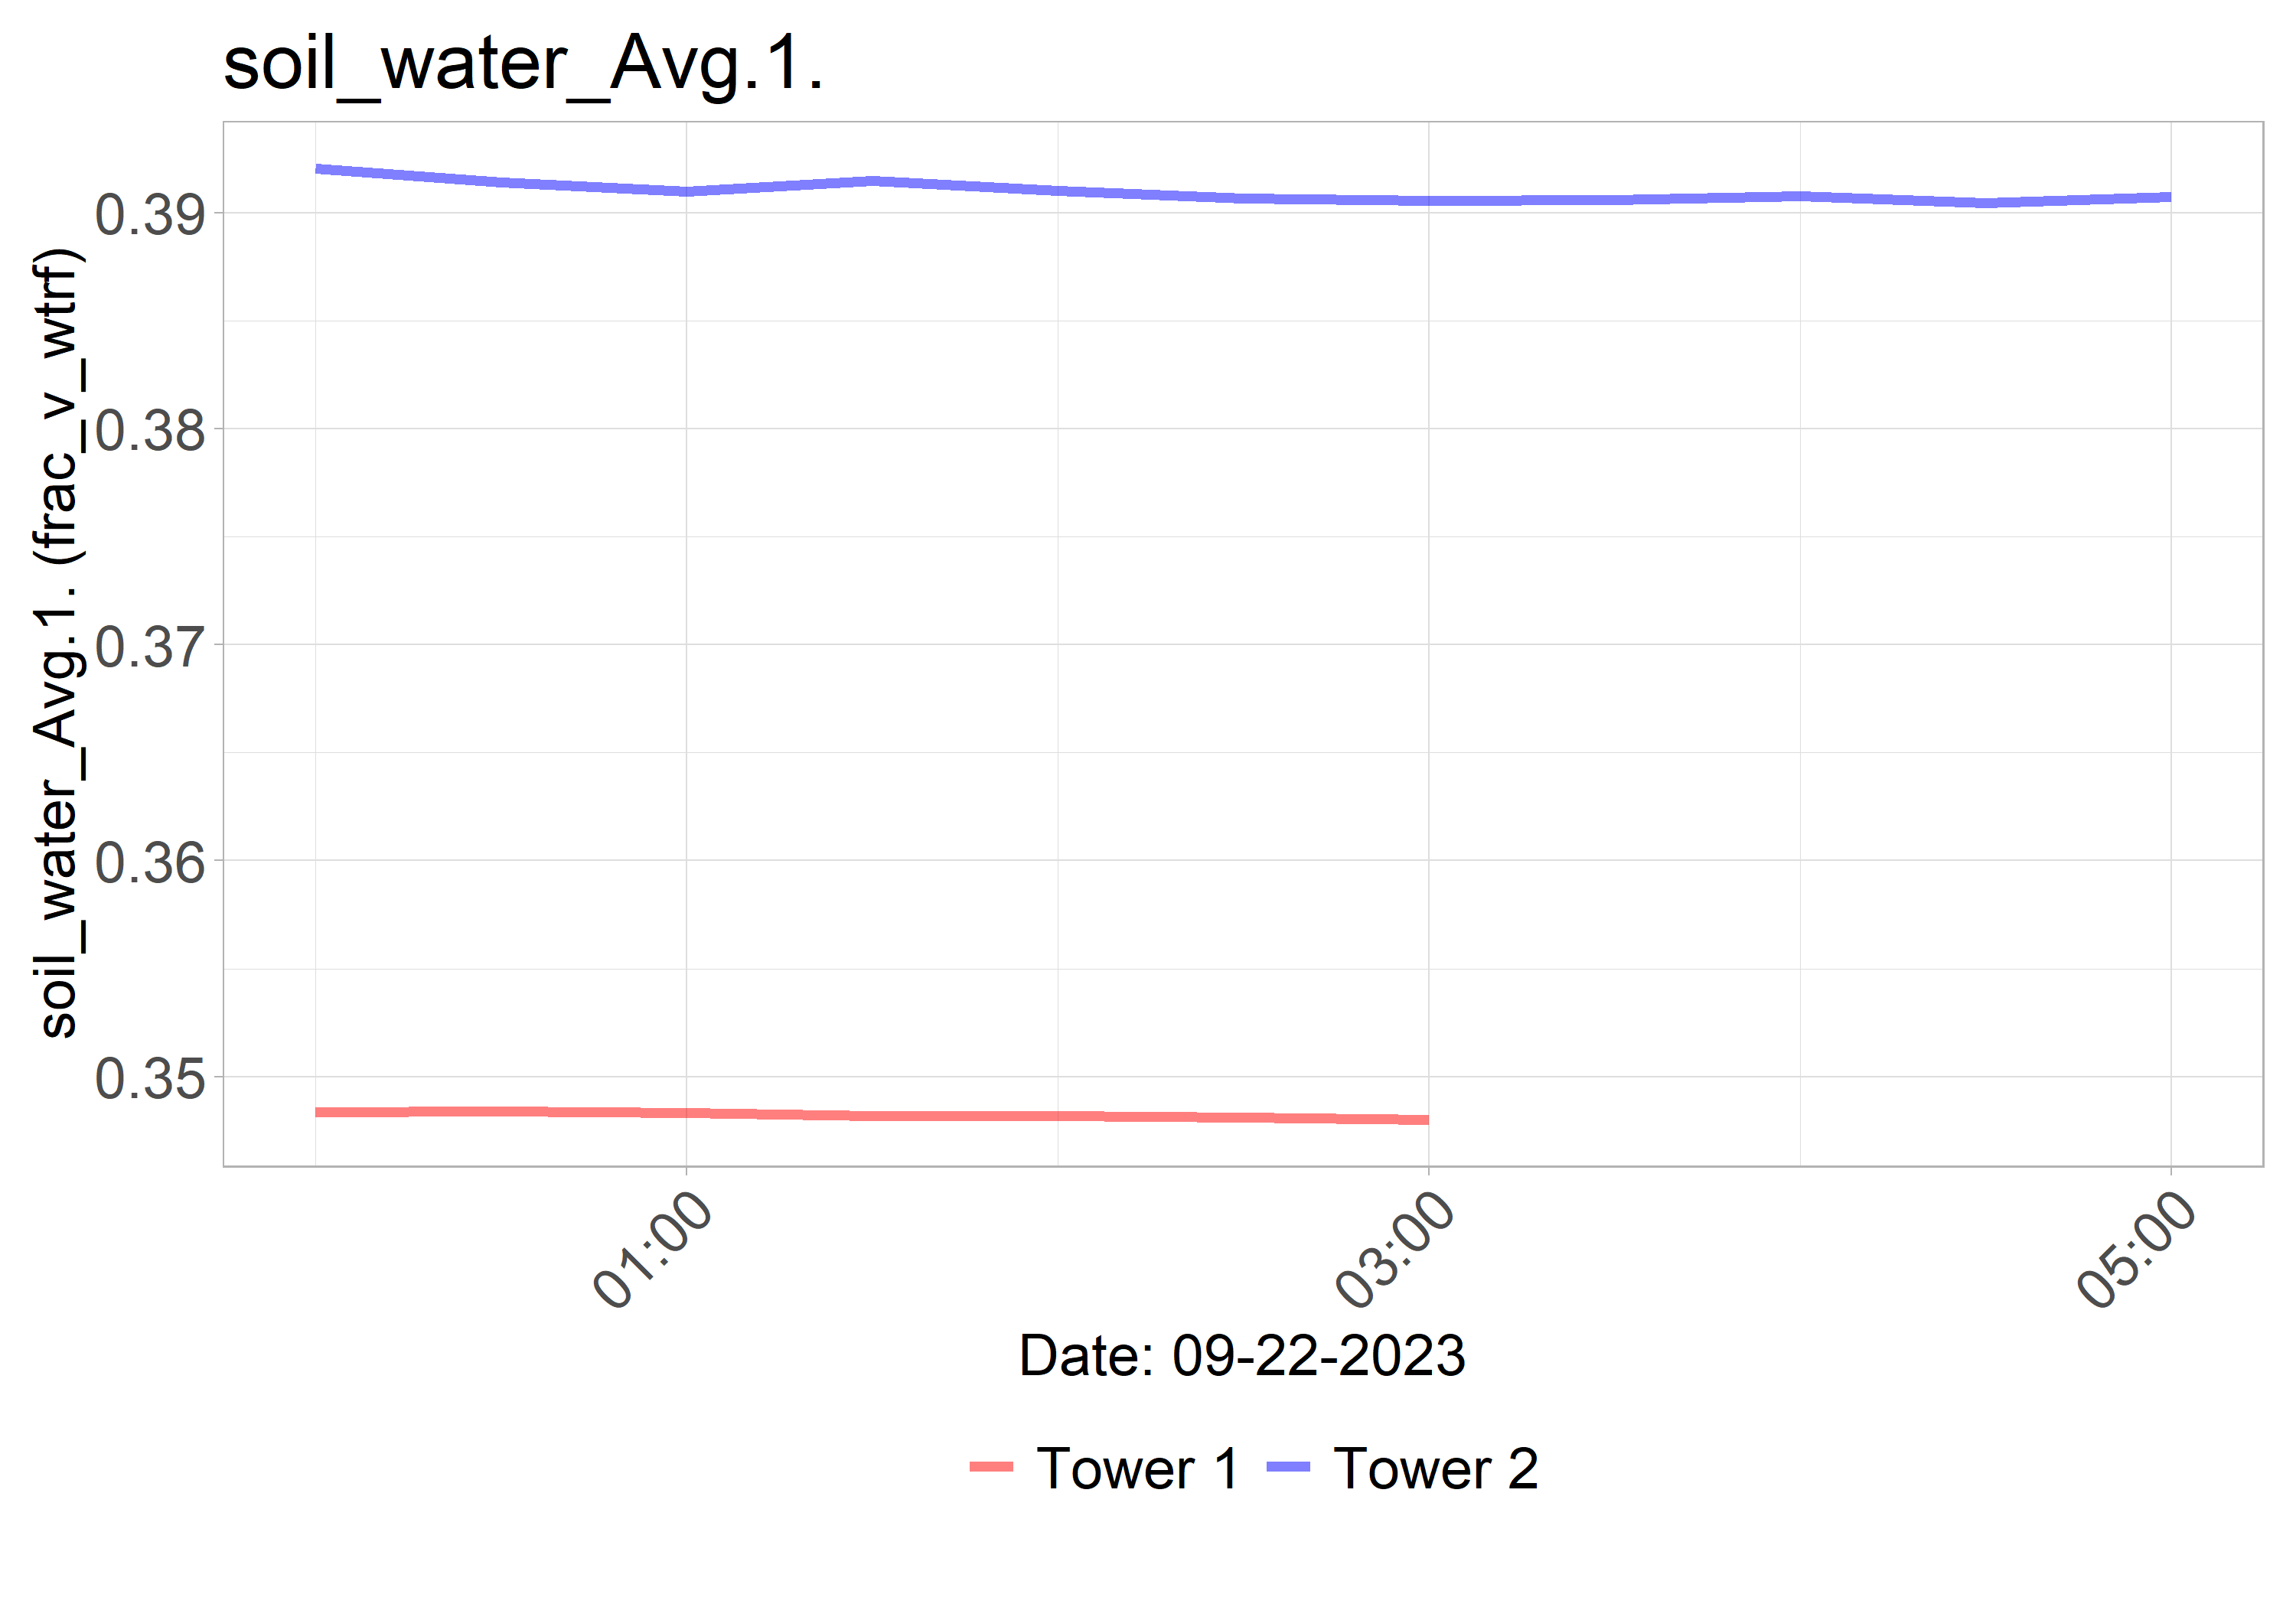 soil_water_Avg.1.
soil_water_Avg.1. (frac_v_wtrf)
0.39
0.38
0.37
0.36
0.35
01:00
03:00
05:00
Date: 09-22-2023
Tower 1
Tower 2